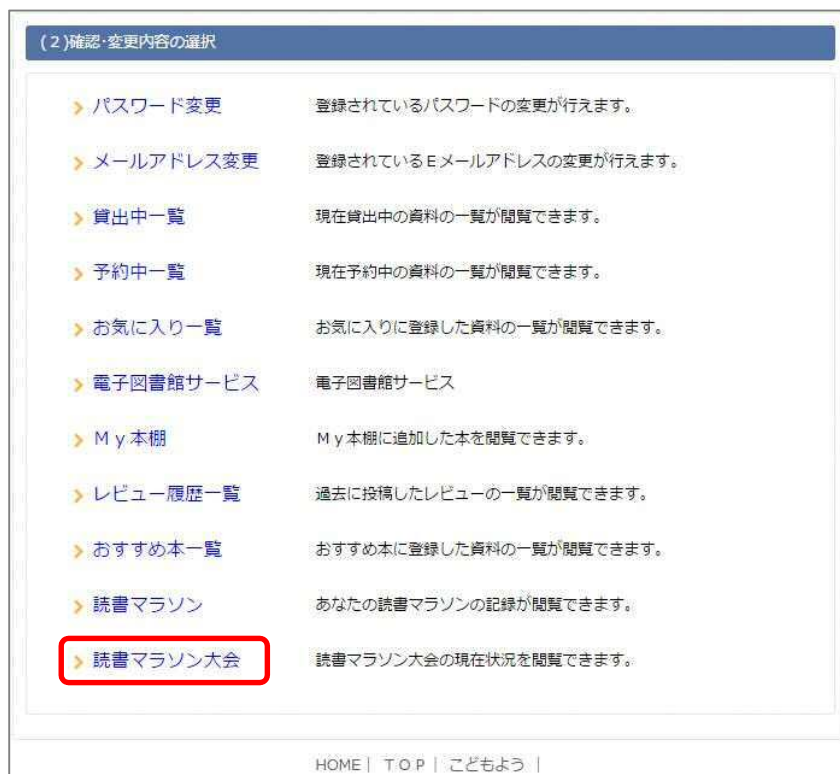 (2)確認・変更内容の選択
パスワード変更 登録されているパスワードの変更が行えます。
メールアドレス変更 登録されているEメールアドレスの変更が行えます。
貸出中一覧 現在貸出中の資料の一覧が閲覧できます。
予約中一覧 現在予約中の資料の一覧が閲覧できます。
お気に入り一覧 お気に入りに登録した資料の一覧が閲覧できます。
電子図書館サービス 電子図書館サービス
My本棚 My本棚に追加した本を閲覧できます。
レビュー履歴一覧 過去に投稿したレビューの一覧が閲覧できます。
おすすめ本一覧 おすすめ本に登録した資料の一覧が閲覧できます。
読書マラソン あなたの読書マラソンの記録が閲覧できます。
読書マラソン大会 読書マラソン大会の現在状況を閲覧できます。
HOME| TOP| こどもよう |